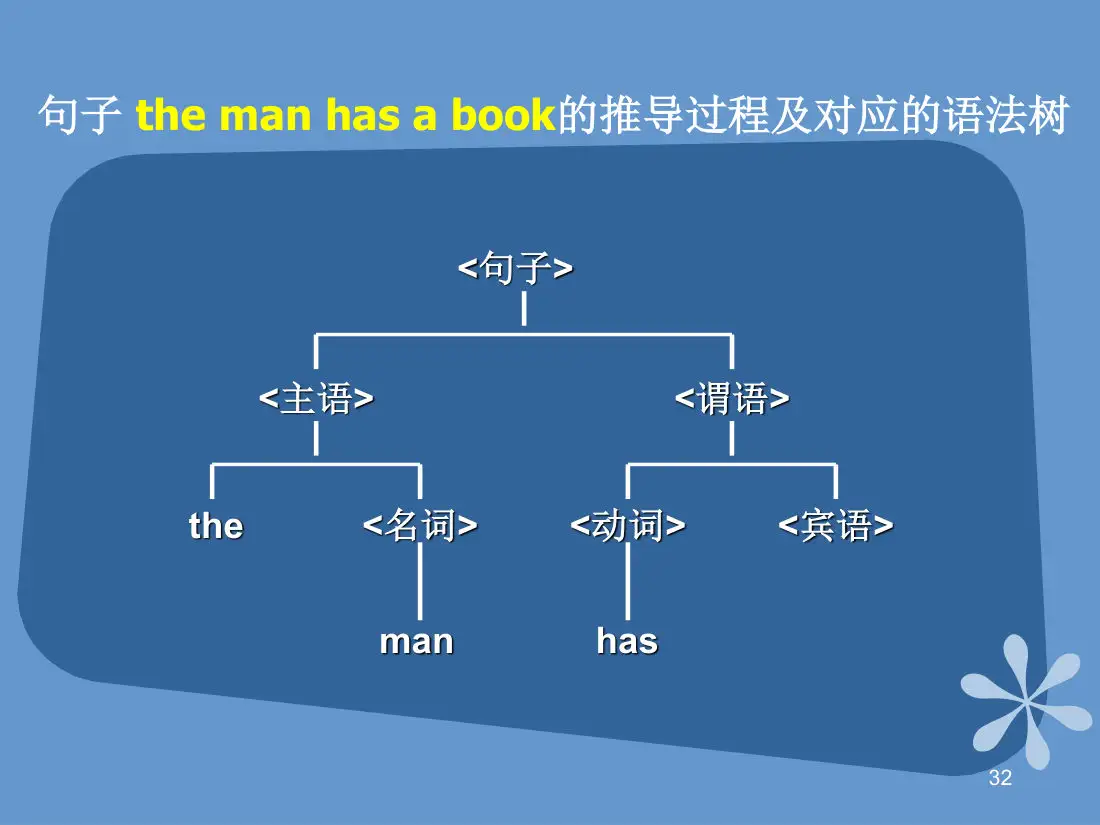 句子 the man has a book的推导过程及对应的语法树
<句子>
<主语> <谓语>
the <名词> <动词> <宾语>
man has
32